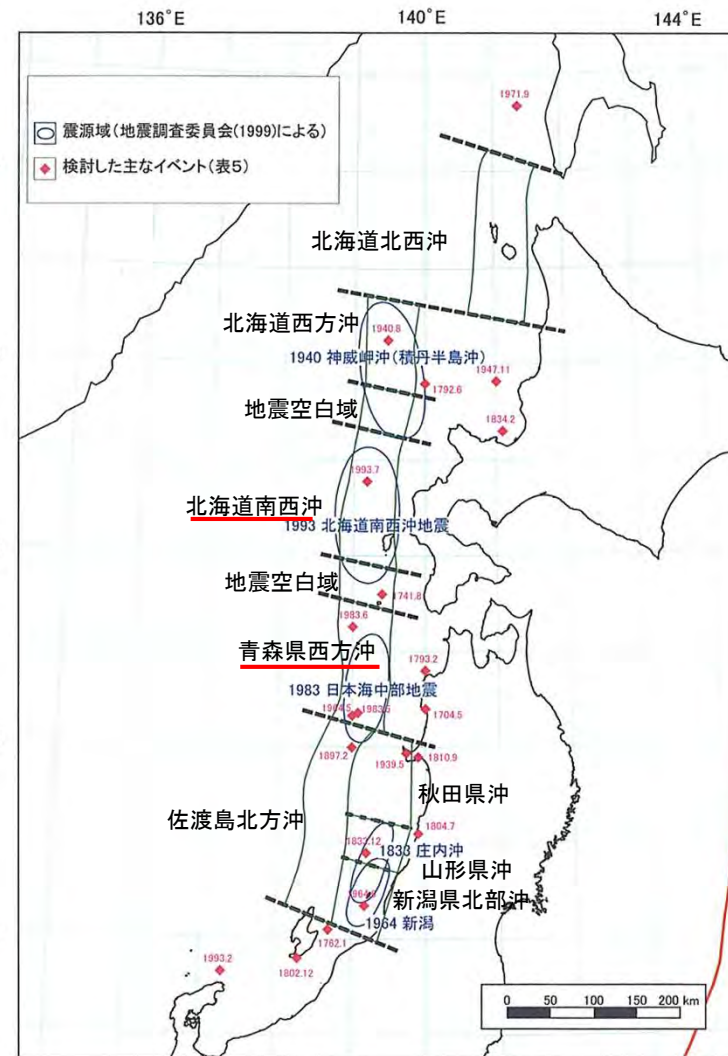 136°E 140°E 144°E
震源域(地震調査委員会(1999)による)
検討した主なイベント(表5)
1971.9
北海道北西沖
北海道西方沖
1940.8
1940 神威岬沖(積丹半島沖)
1947.11
1792.6
地震空白域
1834.2
1993.7
北海道南西沖
1993 北海道南西沖地震
地震空白域
1741.8
1983.6
青森県西方沖
1793.2
1983 日本海中部地震
1964.5
1983.5
1704.5
1897.2
1939.5
1810.9
秋田県沖
佐渡島北方沖
1804.7
1833.12
1833 庄内沖
山形県沖
1964.6
新潟県北部沖
1964 新潟
1762.1
1802.12
1993.2
0 50 100 150 200 km